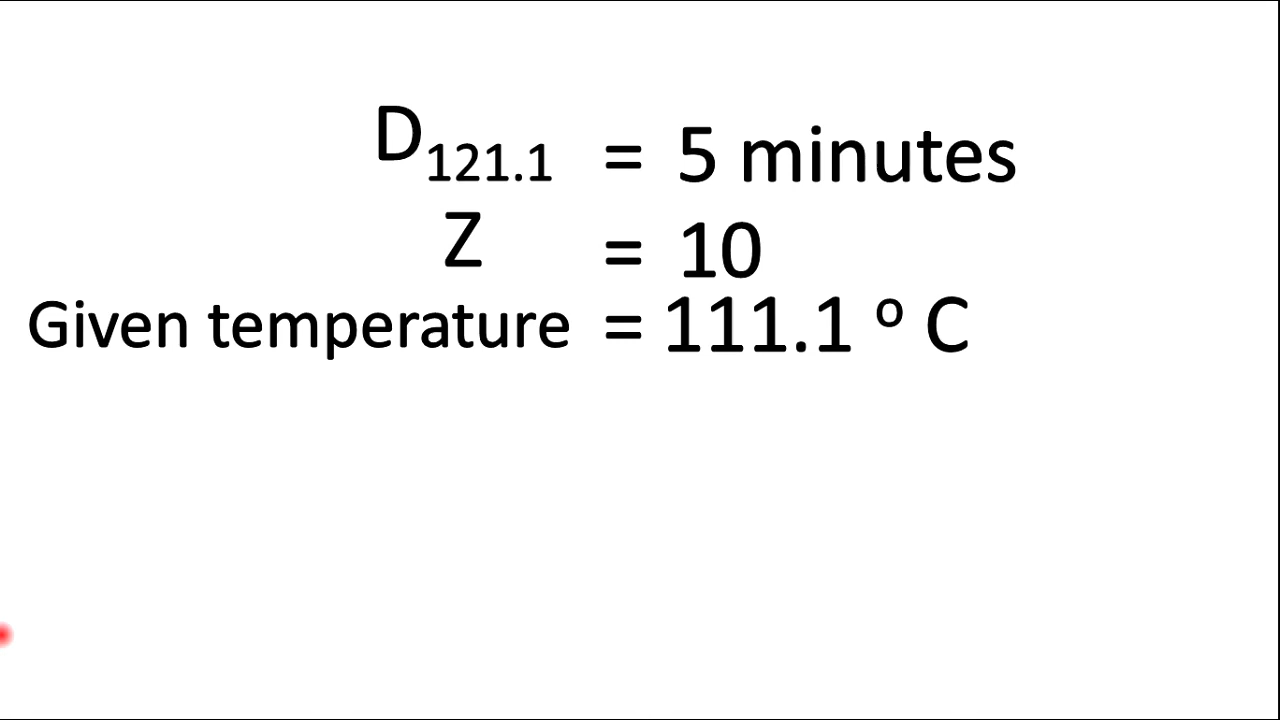 D₁₂₁.₁ = 5 minutes
Z = 10
Given temperature = 111.1 ᵒ C